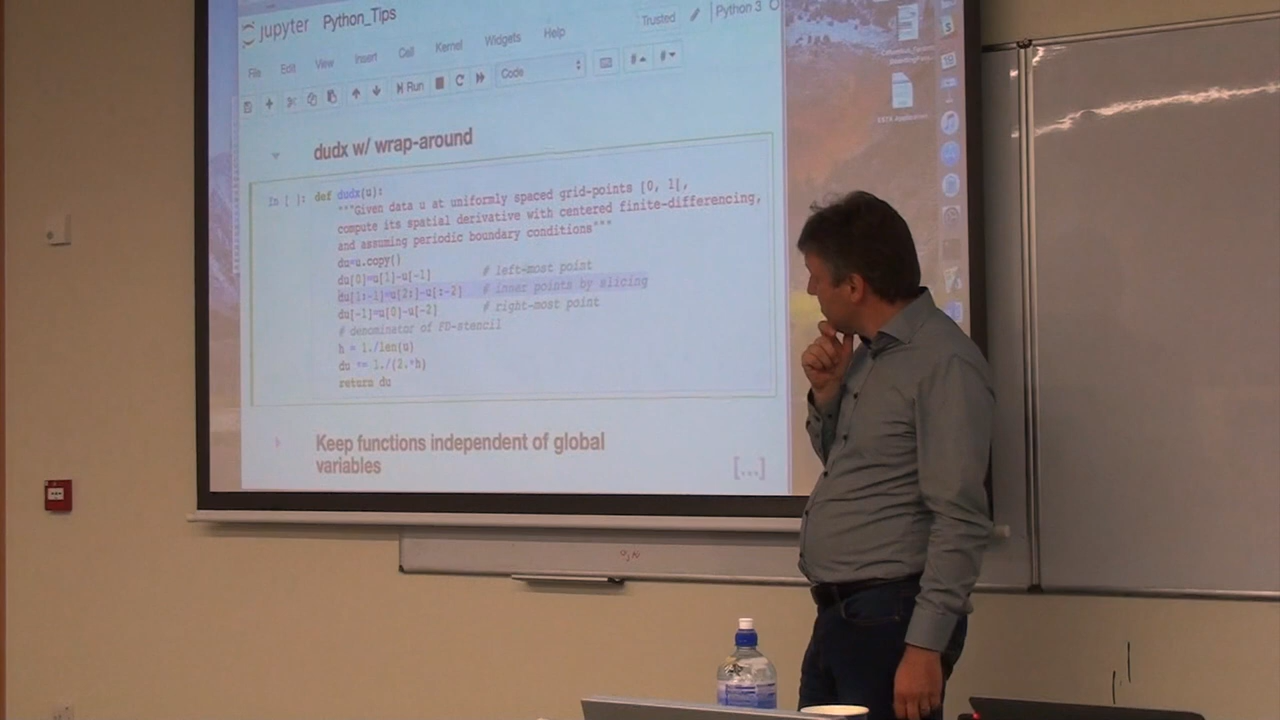 jupyter Python_Tips
Trusted Python 3
File Edit View Insert Cell Kernel Widgets Help
Run Code
dudx w/ wrap-around
In [ ]: def dudx(u):
"""Given data u at uniformly spaced grid-points [0, 1[,
compute its spatial derivative with centered finite-differencing,
and assuming periodic boundary conditions"""
du=u.copy()
du[0]=u[1]-u[-1] # left-most point
du[1:-1]=u[2:]-u[:-2] # inner points by slicing
du[-1]=u[0]-u[-2] # right-most point
# denominator of FD-stencil
h = 1./len(u)
du *= 1./(2.*h)
return du
Keep functions independent of global
variables
[...]